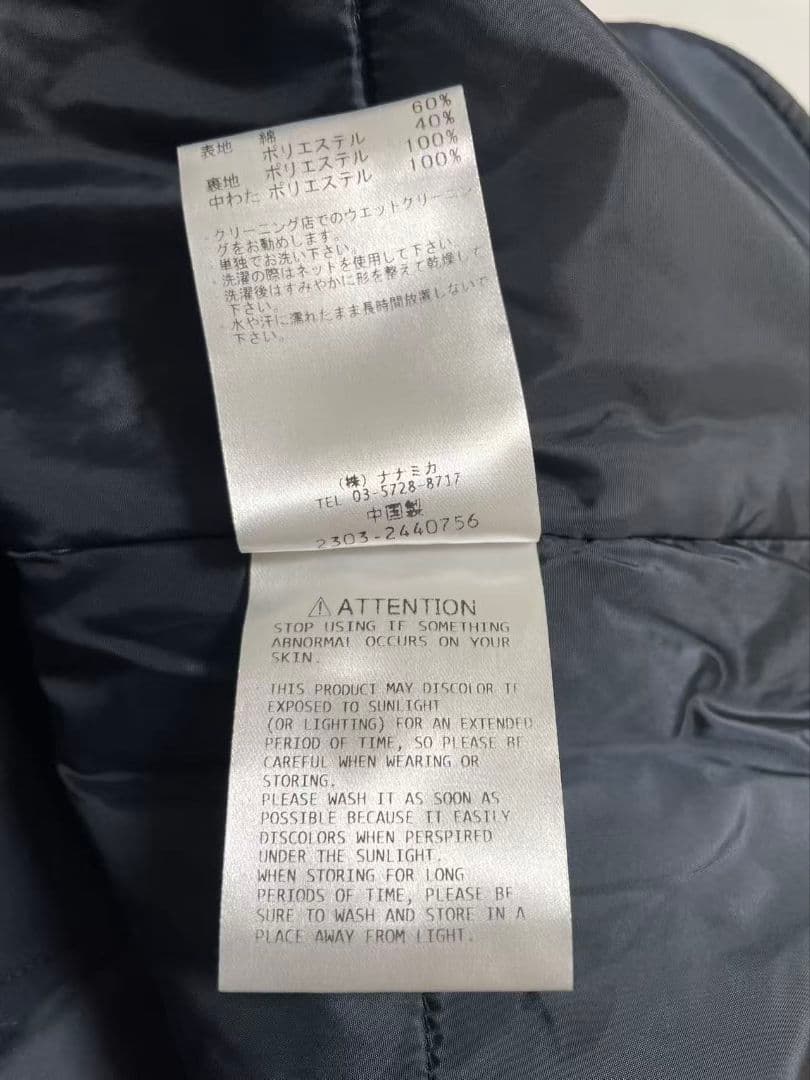 表地 綿 60%
ポリエステル 40%
裏地 ポリエステル 100%
中わた ポリエステル 100%
・クリーニング店でのウエットクリーニン
グをお勧めします。
・単独でお洗い下さい。
・洗濯の際はネットを使用して下さい。
・洗濯後はすみやかに形を整えて乾燥して
下さい。
・水や汗に濡れたまま長時間放置しないで
下さい。
(株) ナナミカ
TEL 03-5728-8717
中国製
2303-2440756
⚠ ATTENTION
STOP USING IF SOMETHING
ABNORMAL OCCURS ON YOUR
SKIN.
THIS PRODUCT MAY DISCOLOR IF
EXPOSED TO SUNLIGHT
(OR LIGHTING) FOR AN EXTENDED
PERIOD OF TIME, SO PLEASE BE
CAREFUL WHEN WEARING OR
STORING.
PLEASE WASH IT AS SOON AS
POSSIBLE BECAUSE IT EASILY
DISCOLORS WHEN PERSPIRED
UNDER THE SUNLIGHT.
WHEN STORING FOR LONG
PERIODS OF TIME, PLEASE BE
SURE TO WASH AND STORE IN A
PLACE AWAY FROM LIGHT.